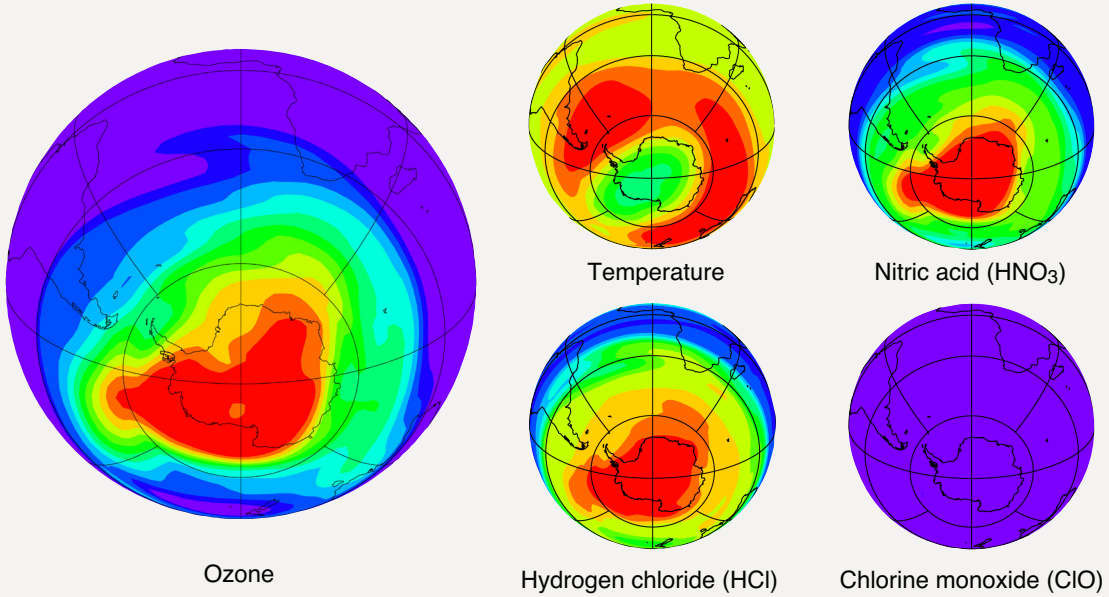 Temperature
Nitric acid (HNO₃)
Ozone
Hydrogen chloride (HCl)
Chlorine monoxide (ClO)